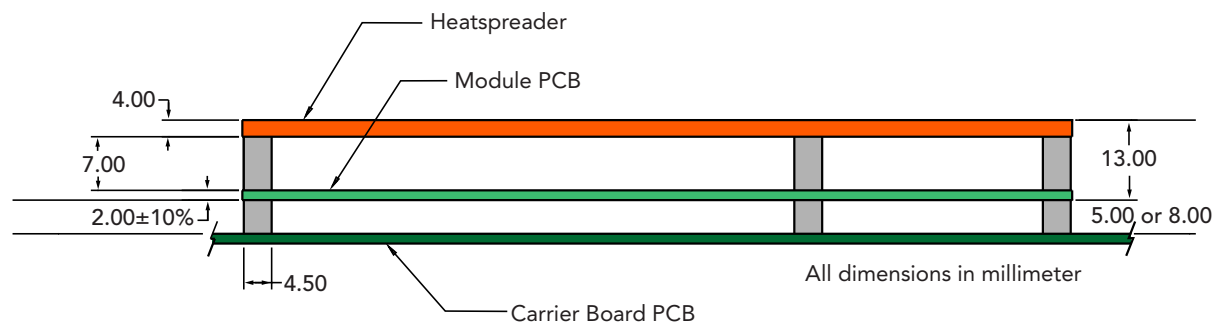 Heatspreader
Module PCB
4.00
7.00
13.00
2.00±10%
5.00 or 8.00
4.50
All dimensions in millimeter
Carrier Board PCB